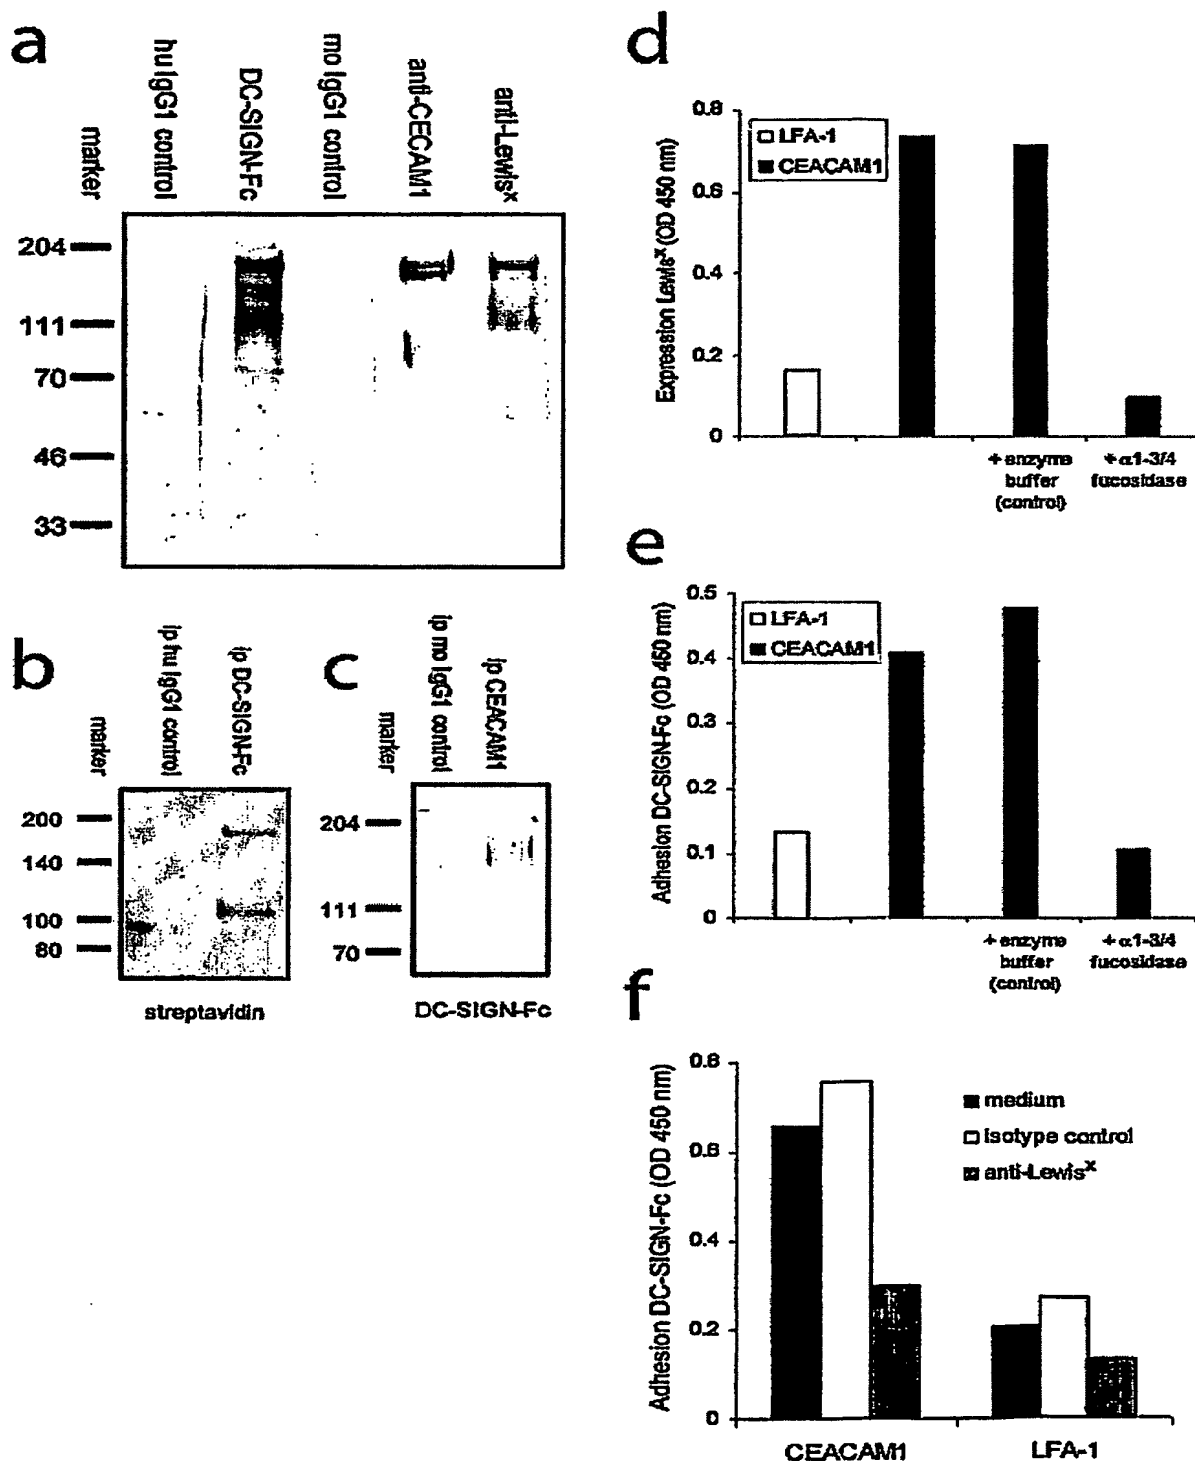 a
marker
hu IgG1 control
DC-SIGN-Fc
mo IgG1 control
anti-CECAM1
anti-Lewisˣ
204
111
70
46
33
b
marker
ip hu IgG1 control
ip DC-SIGN-Fc
200
140
100
80
streptavidin
c
marker
ip mo IgG1 control
ip CEACAM1
204
111
70
DC-SIGN-Fc
d
Expression Lewisˣ (OD 450 nm)
0.8
0.6
0.4
0.2
0
LFA-1
CEACAM1
+ enzyme
buffer
(control)
+ α1-3/4
fucosidase
e
Adhesion DC-SIGN-Fc (OD 450 nm)
0.5
0.4
0.3
0.2
0.1
0
LFA-1
CEACAM1
+ enzyme
buffer
(control)
+ α1-3/4
fucosidase
f
Adhesion DC-SIGN-Fc (OD 450 nm)
0.8
0.6
0.4
0.2
0
medium
isotype control
anti-Lewisˣ
CEACAM1
LFA-1